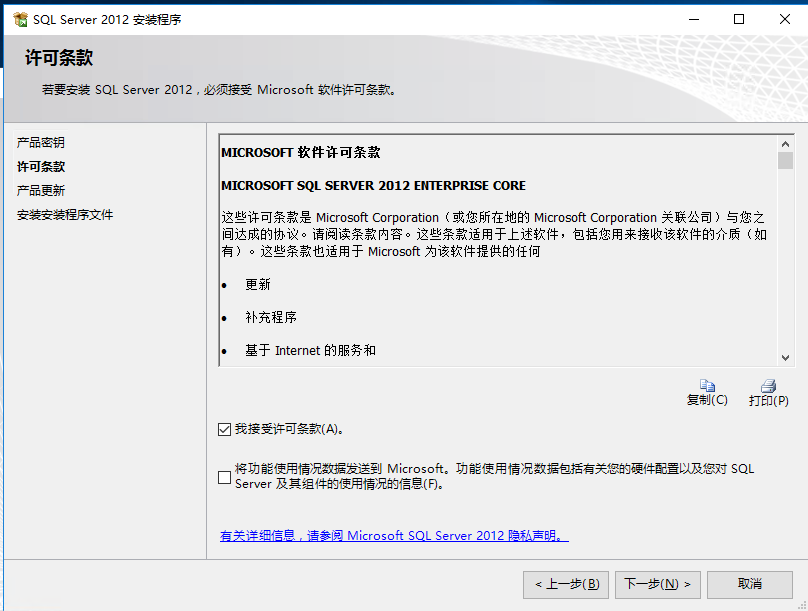 SQL Server 2012 安装程序
许可条款
若要安装 SQL Server 2012，必须接受 Microsoft 软件许可条款。
产品密钥
许可条款
产品更新
安装安装程序文件
MICROSOFT 软件许可条款
MICROSOFT SQL SERVER 2012 ENTERPRISE CORE
这些许可条款是 Microsoft Corporation（或您所在地的 Microsoft Corporation 关联公司）与您之
间达成的协议。请阅读条款内容。这些条款适用于上述软件，包括您用来接收该软件的介质（如
有）。这些条款也适用于 Microsoft 为该软件提供的任何
• 更新
• 补充程序
• 基于 Internet 的服务和
复制(C)
打印(P)
我接受许可条款(A)。
将功能使用情况数据发送到 Microsoft。功能使用情况数据包括有关您的硬件配置以及您对 SQL
Server 及其组件的使用情况的信息(F)。
有关详细信息，请参阅 Microsoft SQL Server 2012 隐私声明。
< 上一步(B)
下一步(N) >
取消